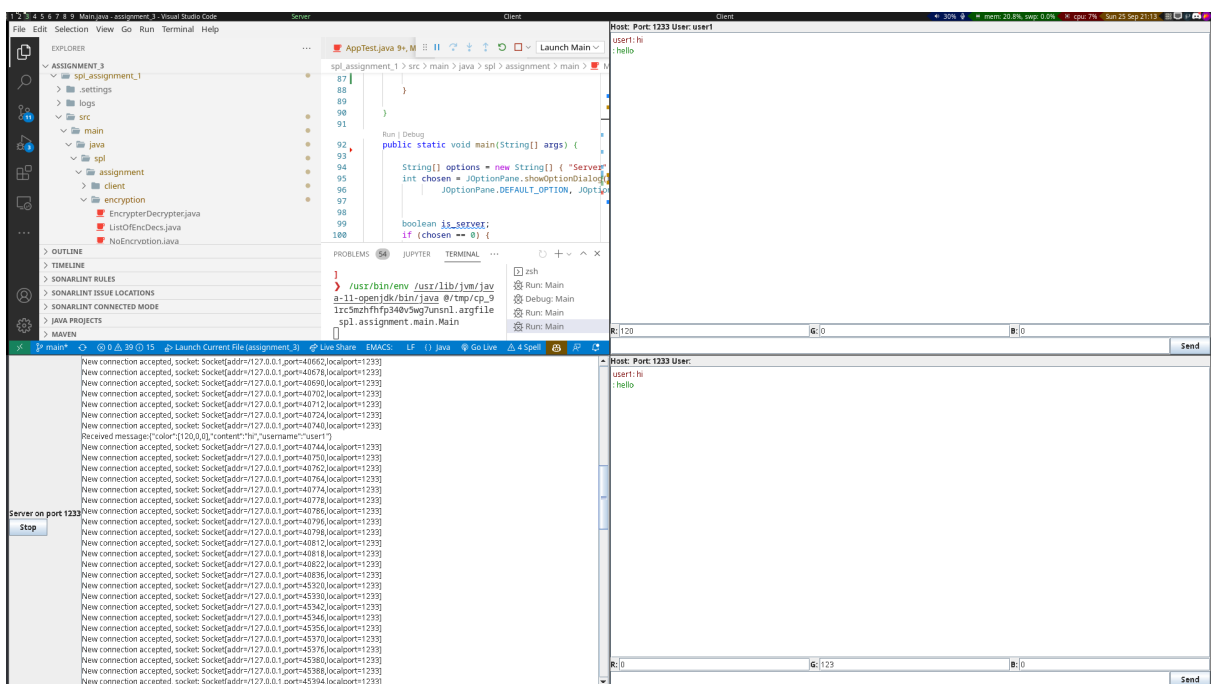 1 2 3 4 5 6 7 8 9 Main.java - assignment_3 - Visual Studio Code
Server
Client
Client
30%
mem: 20.8%, swp: 0.0%
cpu: 7%
Sun 25 Sep 21:13
File Edit Selection View Go Run Terminal Help
EXPLORER
ASSIGNMENT_3
spl_assignment_1
.settings
logs
src
main
java
spl
assignment
client
encryption
EncrypterDecrypter.java
ListOfEncDecs.java
NoEncryption.java
OUTLINE
TIMELINE
SONARLINT RULES
SONARLINT ISSUE LOCATIONS
SONARLINT CONNECTED MODE
JAVA PROJECTS
MAVEN
11
AppTest.java 9+, M
Launch Main
spl_assignment_1 > src > main > java > spl > assignment > main >
87
88 }
89
90 }
91
Run | Debug
92 public static void main(String[] args) {
93
94 String[] options = new String[] { "Server"
95 int chosen = JOptionPane.showOptionDialog(
96 JOptionPane.DEFAULT_OPTION, JOptio
97
98
99 boolean is_server;
100 if (chosen == 0) {
PROBLEMS 54 JUPYTER TERMINAL ···
]
❯ /usr/bin/env /usr/lib/jvm/jav
a-11-openjdk/bin/java @/tmp/cp_9
1rc5mzhfhfp340v5wg7unsnl.argfile
spl.assignment.main.Main
zsh
Run: Main
Debug: Main
Run: Main
Run: Main
main* 0 39 15 Launch Current File (assignment_3) Live Share EMACS: LF {} Java Go Live 4 Spell
Host: Port: 1233 User: user1
user1: hi
: hello
R: 120 G: 0 B: 0
Send
Server on port 1233
Stop
New connection accepted, socket: Socket[addr=/127.0.0.1,port=40662,localport=1233]
New connection accepted, socket: Socket[addr=/127.0.0.1,port=40678,localport=1233]
New connection accepted, socket: Socket[addr=/127.0.0.1,port=40690,localport=1233]
New connection accepted, socket: Socket[addr=/127.0.0.1,port=40702,localport=1233]
New connection accepted, socket: Socket[addr=/127.0.0.1,port=40712,localport=1233]
New connection accepted, socket: Socket[addr=/127.0.0.1,port=40724,localport=1233]
New connection accepted, socket: Socket[addr=/127.0.0.1,port=40740,localport=1233]
Received message:{"color":[120,0,0],"content":"hi","username":"user1"}
New connection accepted, socket: Socket[addr=/127.0.0.1,port=40744,localport=1233]
New connection accepted, socket: Socket[addr=/127.0.0.1,port=40750,localport=1233]
New connection accepted, socket: Socket[addr=/127.0.0.1,port=40762,localport=1233]
New connection accepted, socket: Socket[addr=/127.0.0.1,port=40764,localport=1233]
New connection accepted, socket: Socket[addr=/127.0.0.1,port=40774,localport=1233]
New connection accepted, socket: Socket[addr=/127.0.0.1,port=40778,localport=1233]
New connection accepted, socket: Socket[addr=/127.0.0.1,port=40786,localport=1233]
New connection accepted, socket: Socket[addr=/127.0.0.1,port=40796,localport=1233]
New connection accepted, socket: Socket[addr=/127.0.0.1,port=40798,localport=1233]
New connection accepted, socket: Socket[addr=/127.0.0.1,port=40812,localport=1233]
New connection accepted, socket: Socket[addr=/127.0.0.1,port=40818,localport=1233]
New connection accepted, socket: Socket[addr=/127.0.0.1,port=40822,localport=1233]
New connection accepted, socket: Socket[addr=/127.0.0.1,port=40836,localport=1233]
New connection accepted, socket: Socket[addr=/127.0.0.1,port=45320,localport=1233]
New connection accepted, socket: Socket[addr=/127.0.0.1,port=45330,localport=1233]
New connection accepted, socket: Socket[addr=/127.0.0.1,port=45342,localport=1233]
New connection accepted, socket: Socket[addr=/127.0.0.1,port=45346,localport=1233]
New connection accepted, socket: Socket[addr=/127.0.0.1,port=45356,localport=1233]
New connection accepted, socket: Socket[addr=/127.0.0.1,port=45370,localport=1233]
New connection accepted, socket: Socket[addr=/127.0.0.1,port=45376,localport=1233]
New connection accepted, socket: Socket[addr=/127.0.0.1,port=45380,localport=1233]
New connection accepted, socket: Socket[addr=/127.0.0.1,port=45388,localport=1233]
New connection accepted, socket: Socket[addr=/127.0.0.1,port=45394,localport=1233]
Host: Port: 1233 User:
user1: hi
: hello
R: 0 G: 123 B: 0
Send